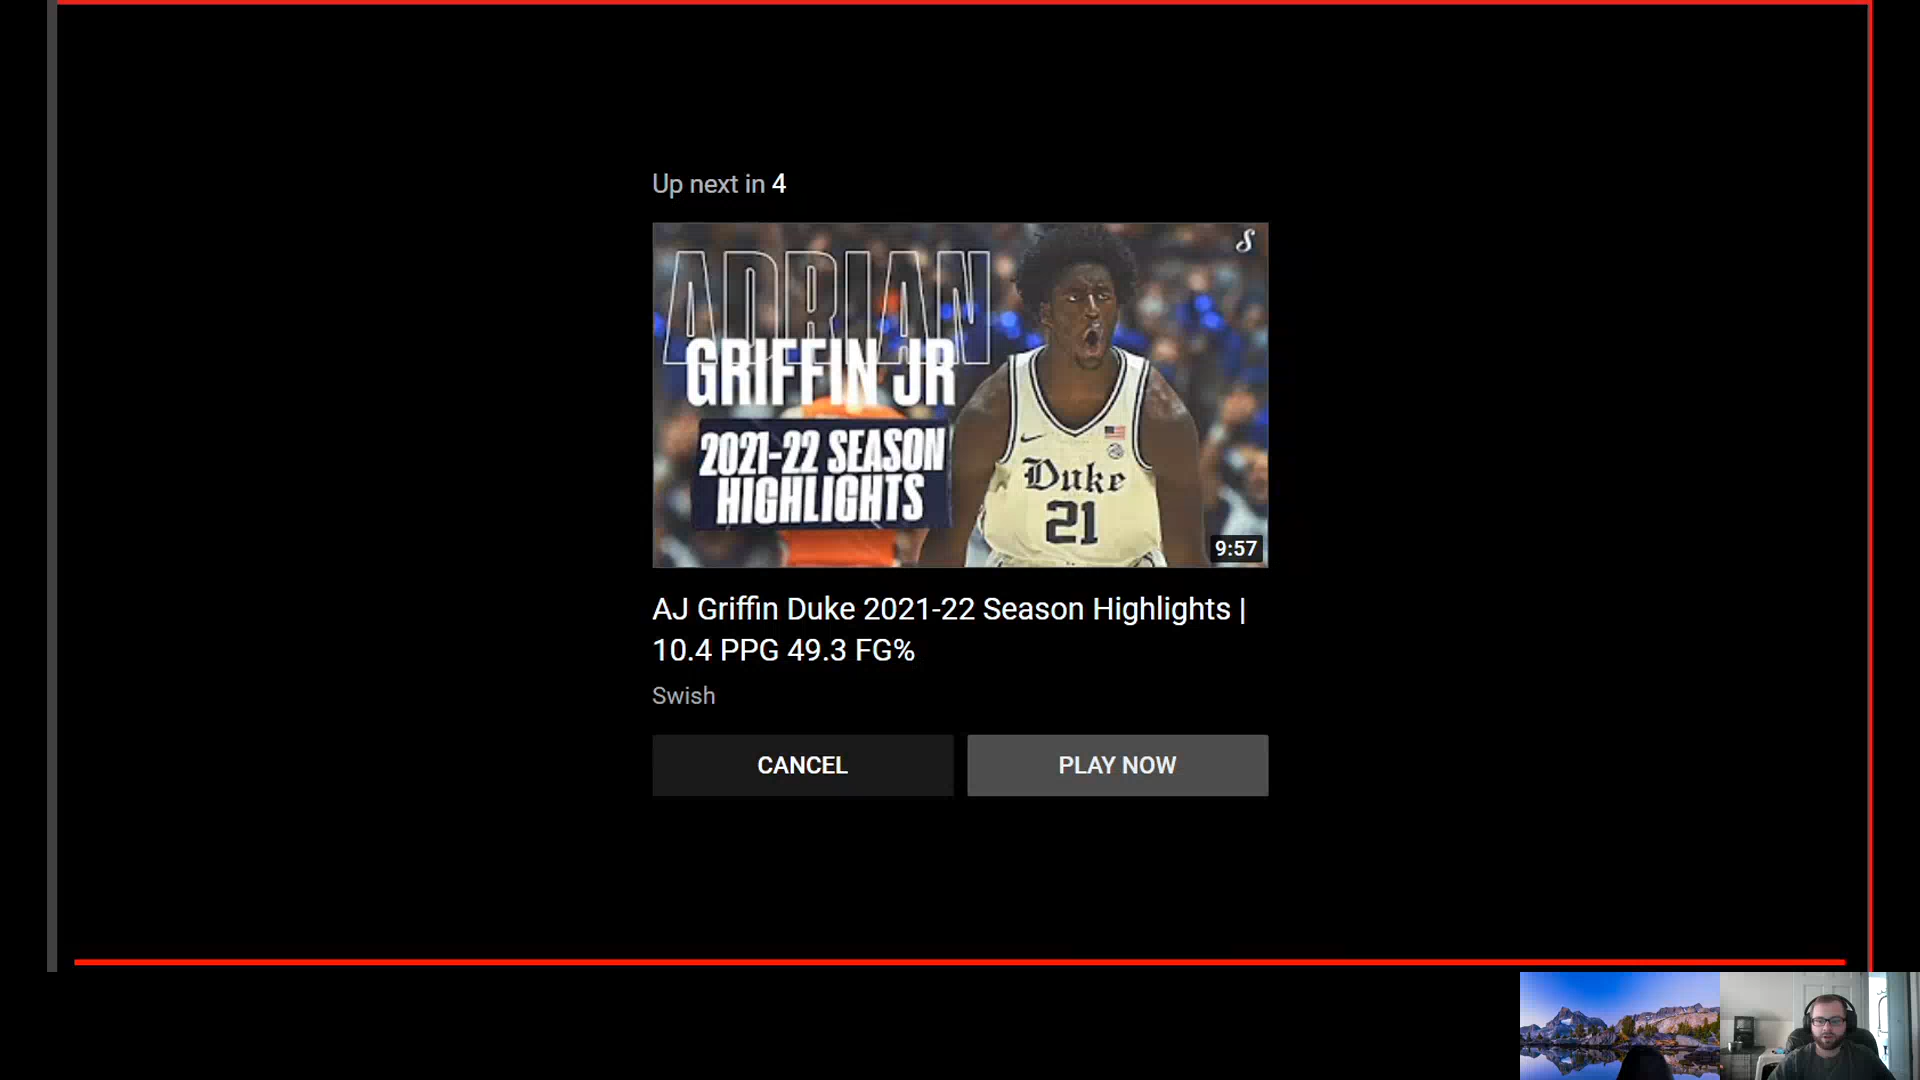 Up next in 4
S
ADRIAN
GRIFFIN JR
2021-22 SEASON
HIGHLIGHTS
Duke
21
9:57
AJ Griffin Duke 2021-22 Season Highlights |
10.4 PPG 49.3 FG%
Swish
CANCEL
PLAY NOW